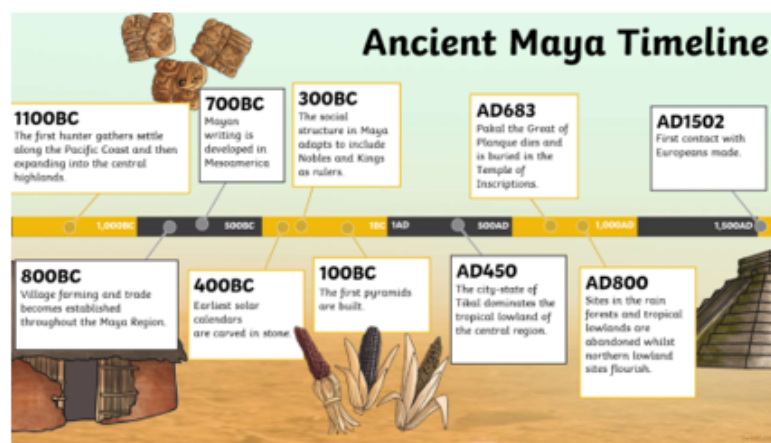 Ancient Maya Timeline
1100BC
The first hunter gathers settle
along the Pacific Coast and then
expanding into the central
highlands.
700BC
Mayan
writing is
developed in
Mesoamerica
300BC
The social
structure in Maya
adapts to include
Nobles and Kings
as rulers.
AD683
Pakal the Great of
Planque dies and
is buried in the
Temple of
Inscriptions.
AD1502
First contact with
Europeans made.
1,000BC
500BC
1BC
1AD
500AD
1,000AD
1,500AD
800BC
Village farming and trade
becomes established
throughout the Maya Region.
400BC
Earliest solar
calendars
are carved in stone.
100BC
The first pyramids
are built.
AD450
The city-state of
Tikal dominates the
tropical lowland of
the central region.
AD800
Sites in the rain
forests and tropical
lowlands are
abandoned whilst
northern lowland
sites flourish.